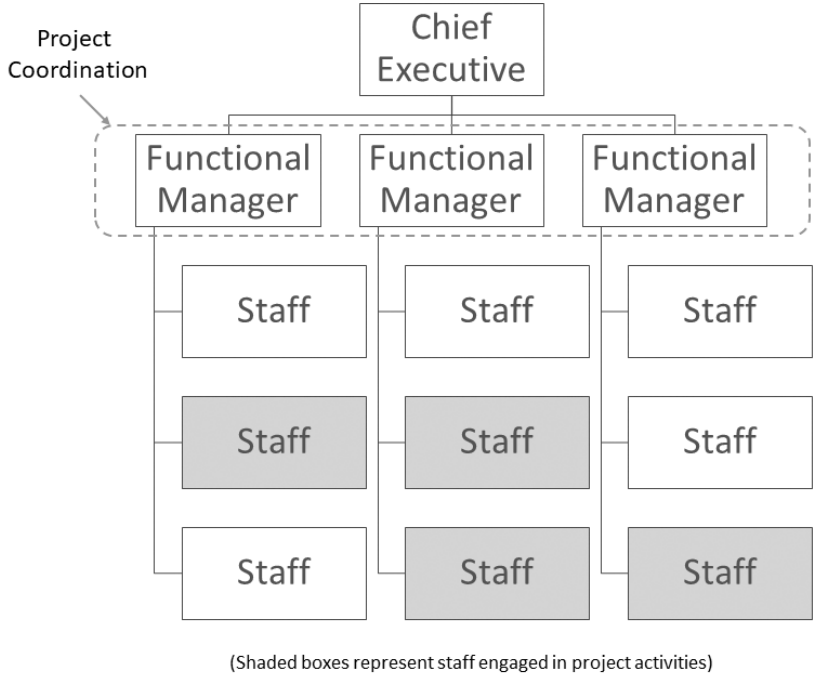 Project
Coordination
Chief
Executive
Functional
Manager
Functional
Manager
Functional
Manager
Staff
Staff
Staff
Staff
Staff
Staff
Staff
Staff
Staff
(Shaded boxes represent staff engaged in project activities)